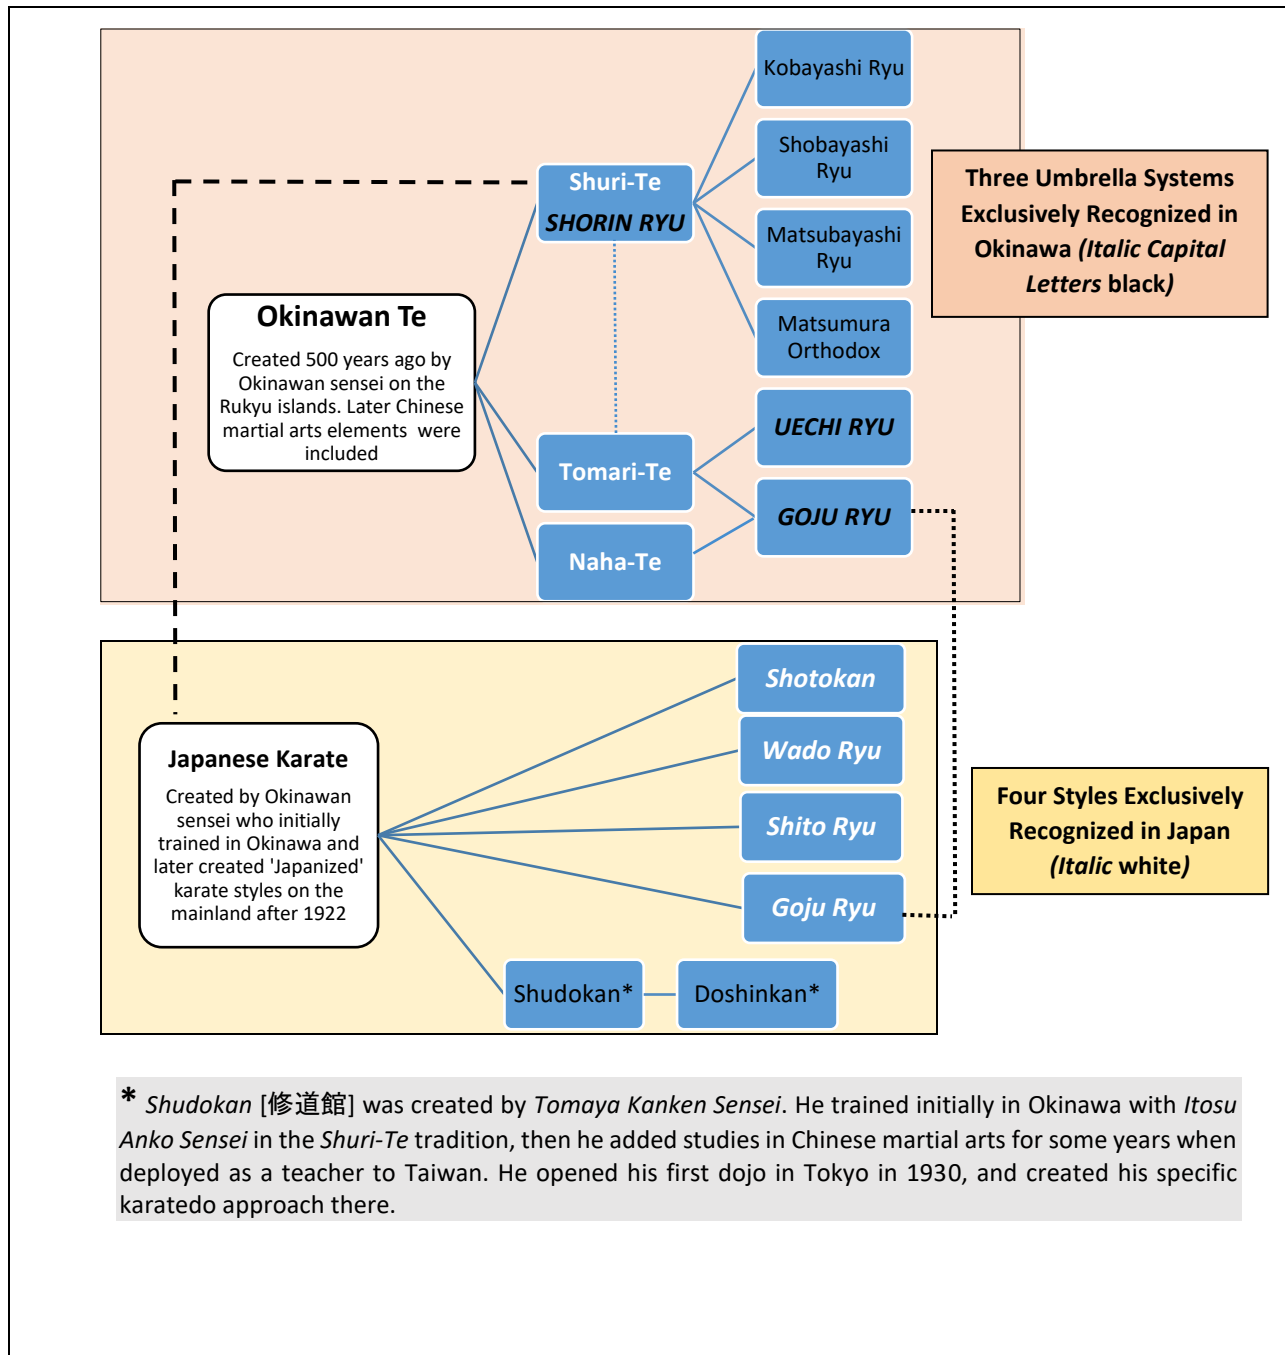 Kobayashi Ryu
Shobayashi
Ryu
Shuri-Te
SHORIN RYU
Matsubayashi
Ryu
Matsumura
Orthodox
Three Umbrella Systems
Exclusively Recognized in
Okinawa (Italic Capital
Letters black)
Okinawan Te
Created 500 years ago by
Okinawan sensei on the
Rukyu islands. Later Chinese
martial arts elements were
included
UECHI RYU
Tomari-Te
GOJU RYU
Naha-Te
Shotokan
Wado Ryu
Shito Ryu
Goju Ryu
Japanese Karate
Created by Okinawan
sensei who initially
trained in Okinawa and
later created 'Japanized'
karate styles on the
mainland after 1922
Four Styles Exclusively
Recognized in Japan
(Italic white)
Shudokan*
Doshinkan*
* Shudokan [修道館] was created by Tomaya Kanken Sensei. He trained initially in Okinawa with Itosu
Anko Sensei in the Shuri-Te tradition, then he added studies in Chinese martial arts for some years when
deployed as a teacher to Taiwan. He opened his first dojo in Tokyo in 1930, and created his specific
karatedo approach there.